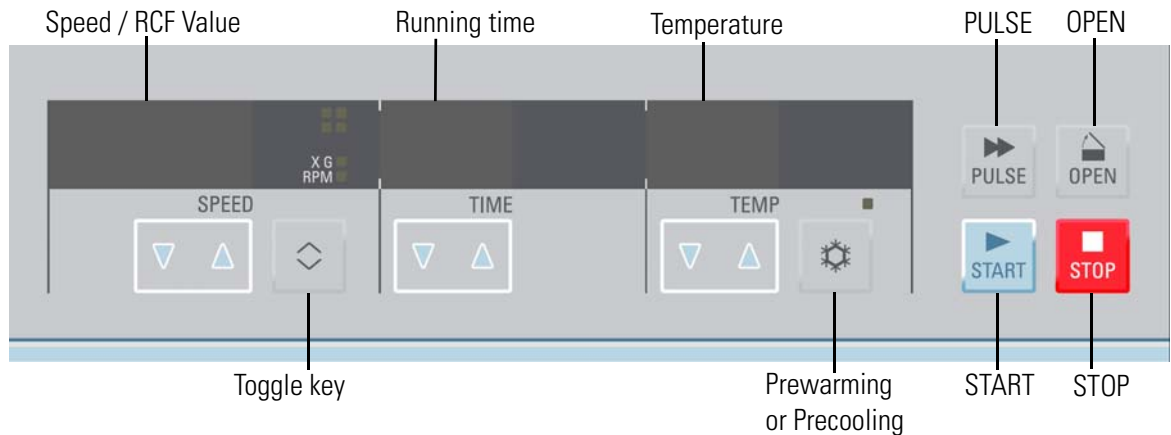 Speed / RCF Value
Running time
Temperature
PULSE
OPEN
X G
RPM
SPEED
TIME
TEMP
PULSE
OPEN
START
STOP
Toggle key
Prewarming
or Precooling
START
STOP